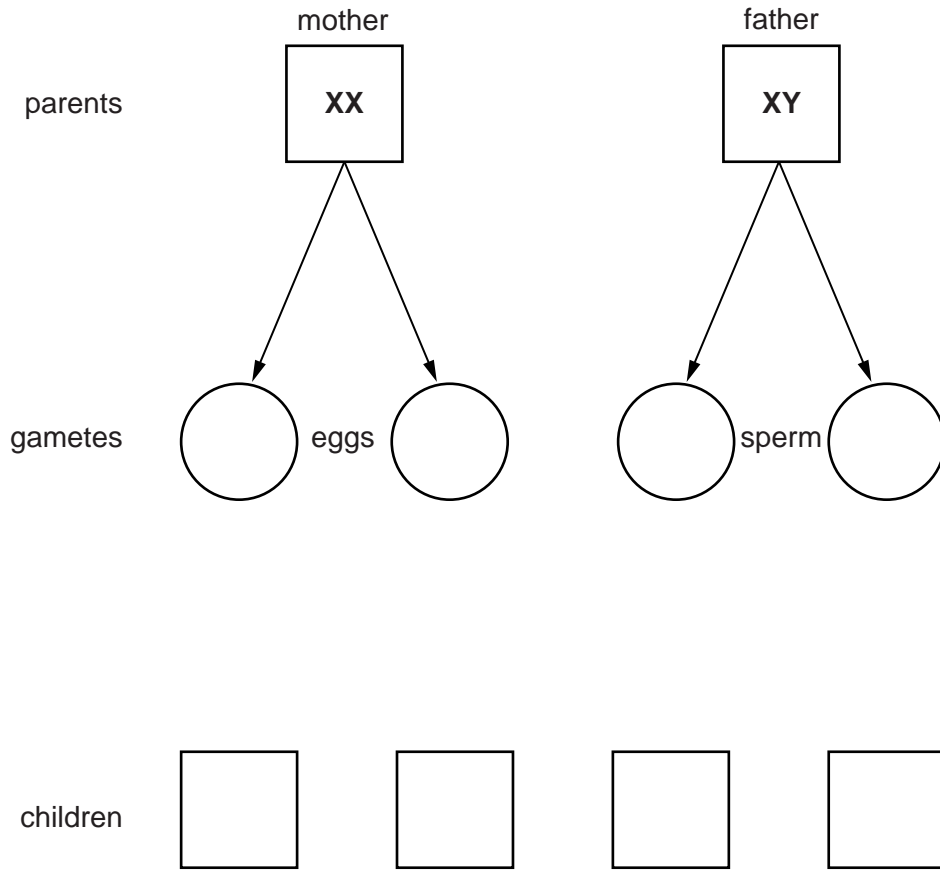 mother father
parents XX XY
gametes eggs sperm
children